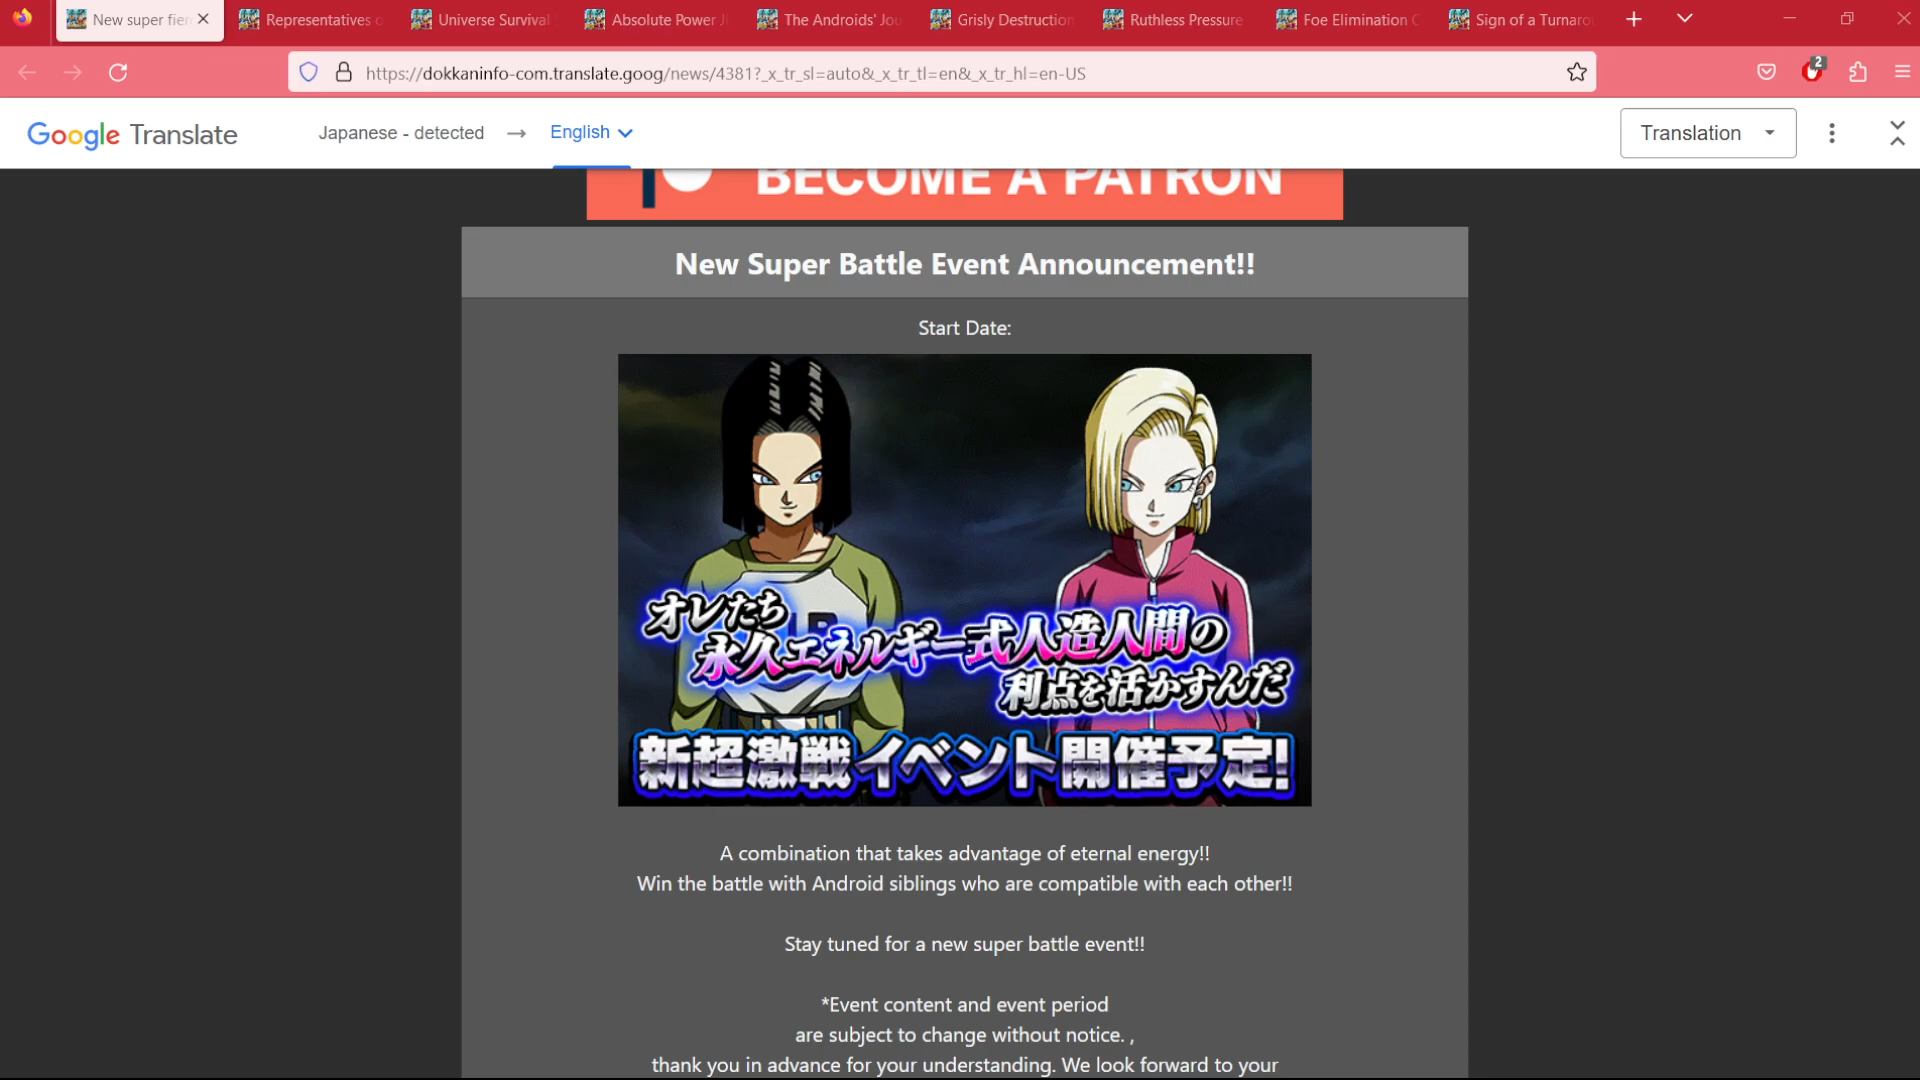 New super fie
Representatives o
Universe Survival
Absolute Power J
The Androids' Jou
Grisly Destruction
Ruthless Pressure
Foe Elimination C
Sign of a Turnaro
https://dokkaninfo-com.translate.goog/news/4381?_x_tr_sl=auto&_x_tr_tl=en&_x_tr_hl=en-US
2
Google Translate
Japanese - detected → English
Translation
BECOME A PATRON
New Super Battle Event Announcement!!
Start Date:
オレたち
永久エネルギー式人造人間の
利点を活かすんだ
新超激戦イベント開催予定!
A combination that takes advantage of eternal energy!!
Win the battle with Android siblings who are compatible with each other!!
Stay tuned for a new super battle event!!
*Event content and event period
are subject to change without notice. ,
thank you in advance for your understanding. We look forward to your